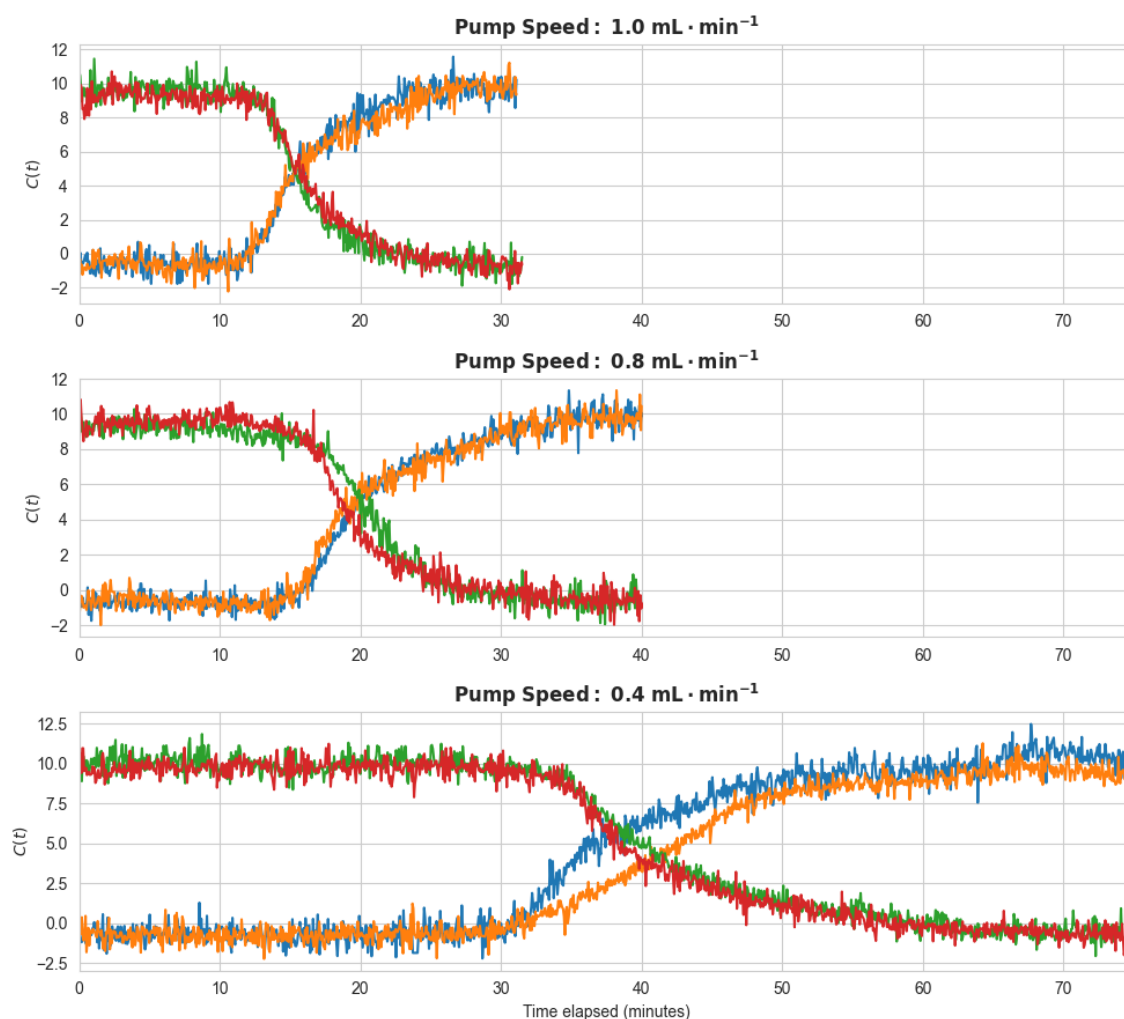 Pump Speed: 1.0 mL · min⁻¹
12
10
8
6
4
2
0
−2
C(t)
0 10 20 30 40 50 60 70
Pump Speed: 0.8 mL · min⁻¹
12
10
8
6
4
2
0
−2
C(t)
0 10 20 30 40 50 60 70
Pump Speed: 0.4 mL · min⁻¹
12.5
10.0
7.5
5.0
2.5
0.0
−2.5
C(t)
0 10 20 30 40 50 60 70
Time elapsed (minutes)